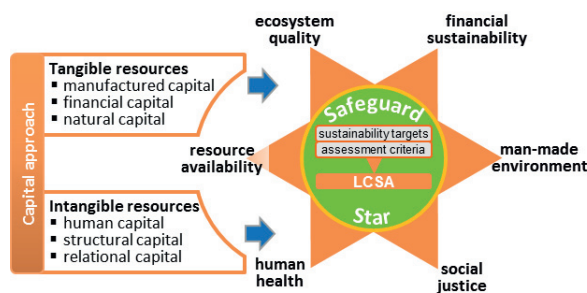 ecosystem
quality
financial
sustainability
Capital approach
Tangible resources
▪ manufactured capital
▪ financial capital
▪ natural capital
Safeguard
sustainability targets
assessment criteria
LCSA
Star
resource
availability
man-made
environment
Intangible resources
▪ human capital
▪ structural capital
▪ relational capital
human
health
social
justice